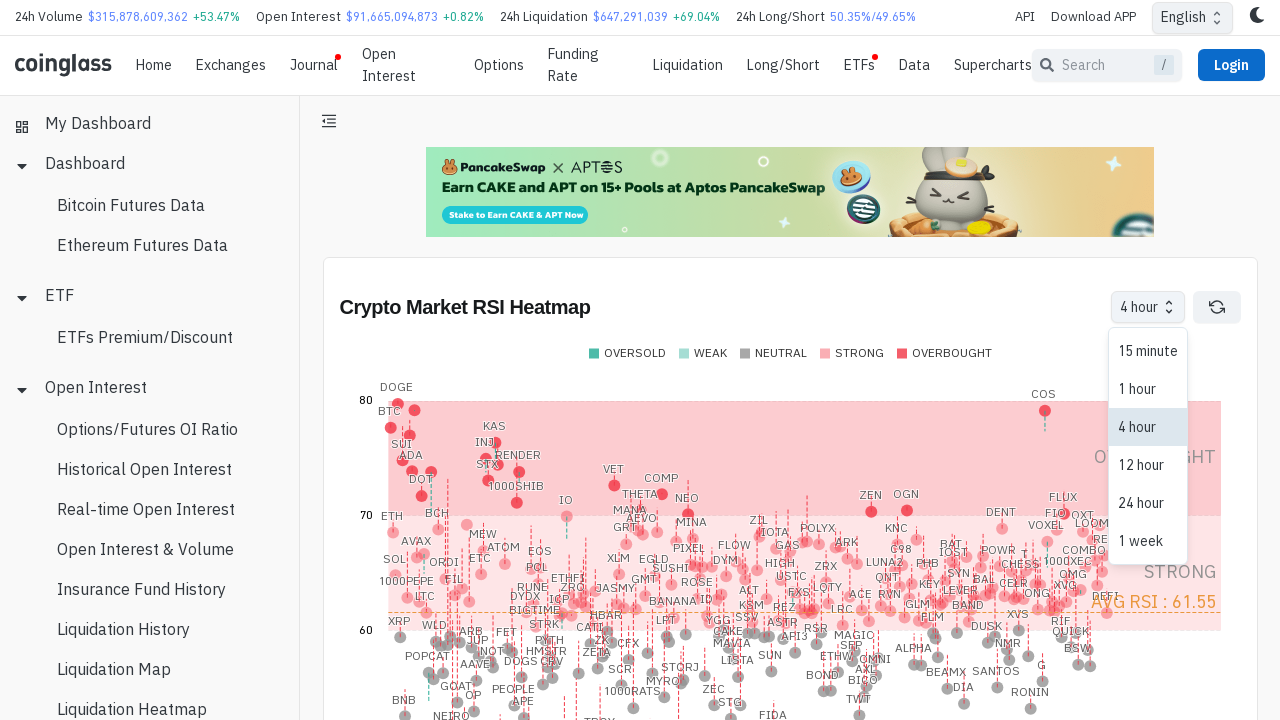 24h Volume $315,878,609,362 +53.47% Open Interest $91,665,094,873 +0.82% 24h Liquidation $647,291,039 +69.04% 24h Long/Short 50.35%/49.65% API Download APP English
coinglass Home Exchanges Journal Open Interest Options Funding Rate Liquidation Long/Short ETFs Data Supercharts Search / Login
My Dashboard
Dashboard
Bitcoin Futures Data
Ethereum Futures Data
ETF
ETFs Premium/Discount
Open Interest
Options/Futures OI Ratio
Historical Open Interest
Real-time Open Interest
Open Interest & Volume
Insurance Fund History
Liquidation History
Liquidation Map
Liquidation Heatmap
PancakeSwap X APTOS
Earn CAKE and APT on 15+ Pools at Aptos PancakeSwap
Stake to Earn CAKE & APT Now
Crypto Market RSI Heatmap
4 hour
15 minute
1 hour
4 hour
12 hour
24 hour
1 week
OVERSOLD WEAK NEUTRAL STRONG OVERBOUGHT
80
70
60
STRONG
AVG RSI : 61.55
DOGE
COS
BTC
KAS
SUI
INJ
ADA
RENDER
STX
VET
DOT
COMP
1000SHIB
THETA
NEO
IO
ZEN
OGN
FLUX
ETH
BCH
MANA
AEVO
MINA
GRT
ZIL
IOTA
POLYX
KNC
DENT
VOXEL
OXT
LOOM
AVAX
MEW
ATOM
PIXEL
FLOW
GAS
ARK
SOL
ORDI
ETC
EOS
POL
XLM
EGLD
SUSHI
DYM
HIGH
ZRX
LUNA2
C98
PHB
BAT
IOST
POWR
CHESS
COMBO
1000XEC
1000PEPE
FIL
LTC
RUNE
ETHFI
ZRO
JASMY
GMT
ROSE
USTC
QNT
KEY
SYN
BAL
CELR
OMG
XVG
DYDX
ICP
BIGTIME
BANANA
ID
ALT
KSM
REZ
LQTY
LRC
ACE
RVN
GLM
LEVER
BAND
ONG
DEFI
XRP
WLD
ARB
STRK
HBAR
CATI
LPT
YGG
SSV
CAKE
MAVIA
ASTR
API3
RSR
MAGIC
FLM
XVS
DUSK
RIF
QUICK
POPCAT
JUP
NOT
FET
DOGS
PYTH
HMSTR
CRV
ZK
ZETA
CFX
LISTA
SUN
ETHW
SFP
OMNI
ALPHA
NMR
BSW
AAVE
SCR
STORJ
BOND
AXL
BICO
BEAMX
SANTOS
G
BNB
GOAT
OP
PEOPLE
APE
1000RATS
MYRO
ZEC
STG
TWT
DIA
RONIN
NEIRO
FIDA